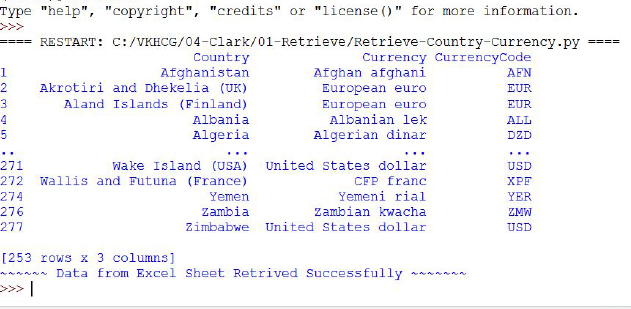 Type "help", "copyright", "credits" or "license()" for more information.
>>>
==== RESTART: C:/VKHCG/04-Clark/01-Retrieve/Retrieve-Country-Currency.py ====
Country Currency CurrencyCode
1 Afghanistan Afghan afghani AFN
2 Akrotiri and Dhekelia (UK) European euro EUR
3 Aland Islands (Finland) European euro EUR
4 Albania Albanian lek ALL
5 Algeria Algerian dinar DZD
.. ... ... ...
271 Wake Island (USA) United States dollar USD
272 Wallis and Futuna (France) CFP franc XPF
274 Yemen Yemeni rial YER
276 Zambia Zambian kwacha ZMW
277 Zimbabwe United States dollar USD
[253 rows x 3 columns]
~~~~~~ Data from Excel Sheet Retrived Successfully ~~~~~~~
>>>